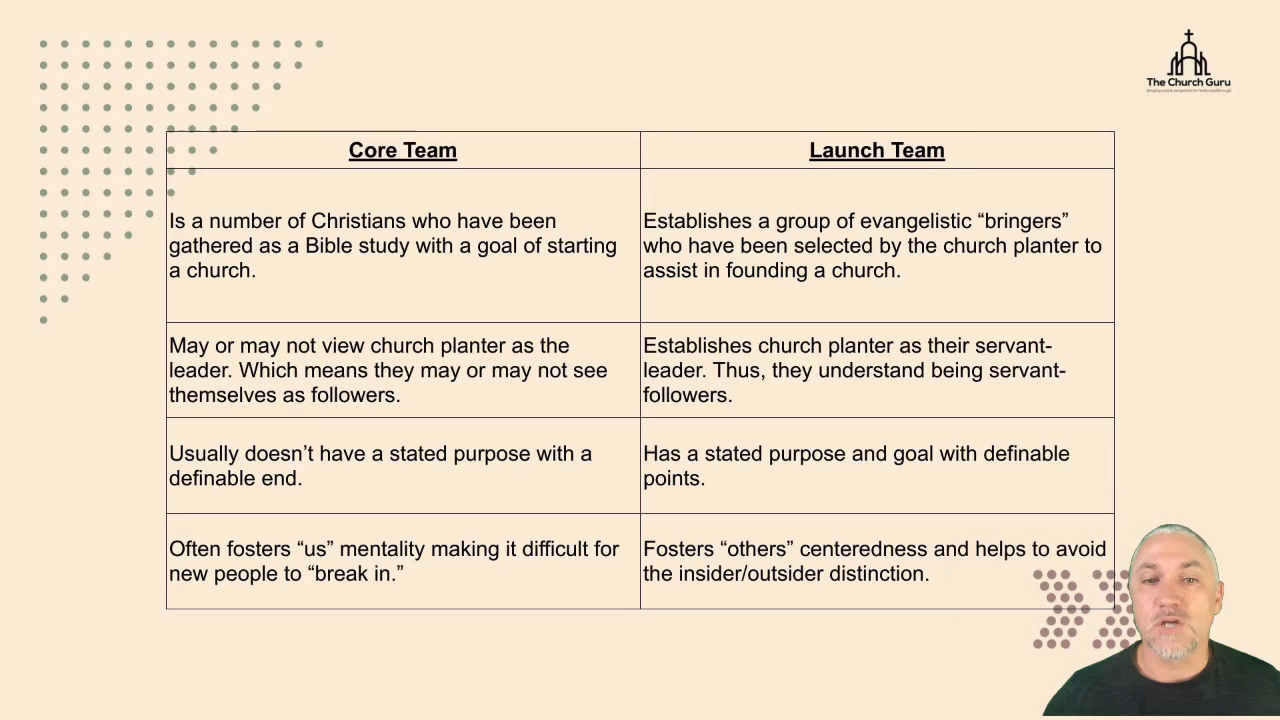 The Church Guru
Core Team
Launch Team
Is a number of Christians who have been
gathered as a Bible study with a goal of starting
a church.
Establishes a group of evangelistic “bringers”
who have been selected by the church planter to
assist in founding a church.
May or may not view church planter as the
leader. Which means they may or may not see
themselves as followers.
Establishes church planter as their servant-
leader. Thus, they understand being servant-
followers.
Usually doesn’t have a stated purpose with a
definable end.
Has a stated purpose and goal with definable
points.
Often fosters “us” mentality making it difficult for
new people to “break in.”
Fosters “others” centeredness and helps to avoid
the insider/outsider distinction.